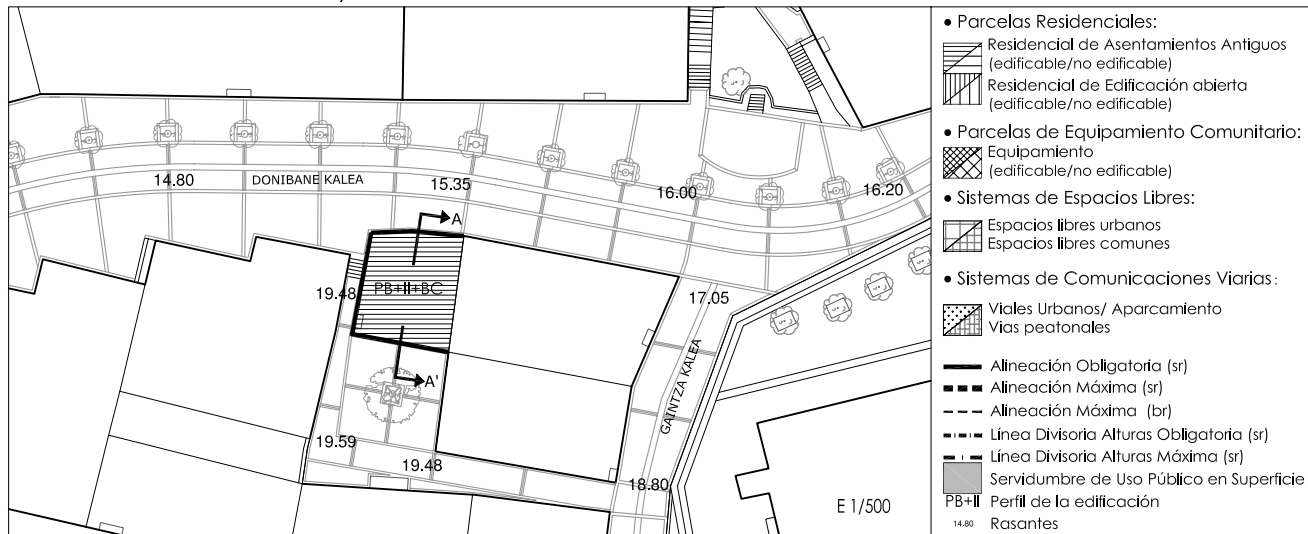 14.80
DONIBANE KALEA
15.35
16.00
16.20
A
19.48
PB+II+BC
17.05
A'
GAINTZA KALEA
19.59
19.48
18.80
E 1/500
• Parcelas Residenciales:
Residencial de Asentamientos Antiguos
(edificable/no edificable)
Residencial de Edificación abierta
(edificable/no edificable)
• Parcelas de Equipamiento Comunitario:
Equipamiento
(edificable/no edificable)
• Sistemas de Espacios Libres:
Espacios libres urbanos
Espacios libres comunes
• Sistemas de Comunicaciones Viarias:
Viales Urbanos/ Aparcamiento
Vias peatonales
Alineación Obligatoria (sr)
Alineación Máxima (sr)
Alineación Máxima (br)
Línea Divisoria Alturas Obligatoria (sr)
Línea Divisoria Alturas Máxima (sr)
Servidumbre de Uso Público en Superficie
PB+II Perfil de la edificación
14.80 Rasantes